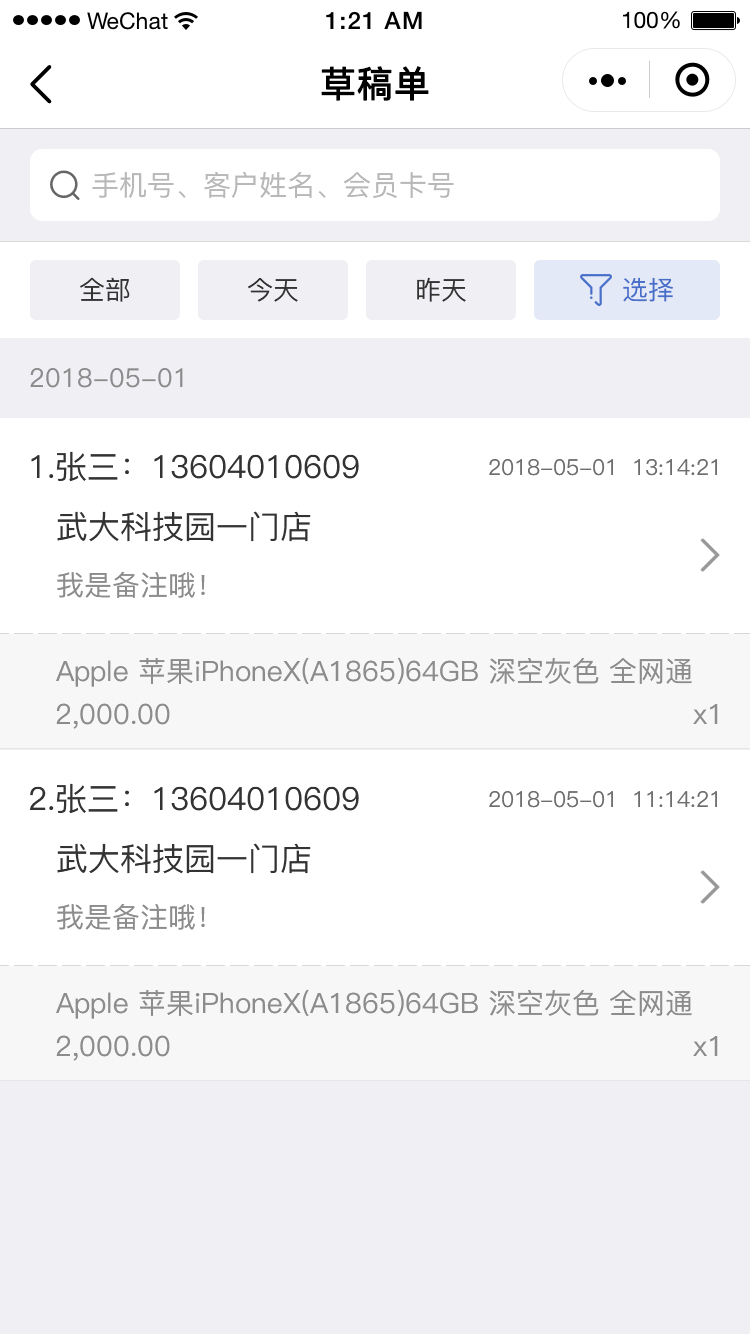 WeChat 1:21 AM 100%
草稿单
手机号、客户姓名、会员卡号
全部 今天 昨天 选择
2018-05-01
1.张三：13604010609 2018-05-01 13:14:21
武大科技园一门店
我是备注哦！
Apple 苹果iPhoneX(A1865)64GB 深空灰色 全网通
2,000.00 x1
2.张三：13604010609 2018-05-01 11:14:21
武大科技园一门店
我是备注哦！
Apple 苹果iPhoneX(A1865)64GB 深空灰色 全网通
2,000.00 x1